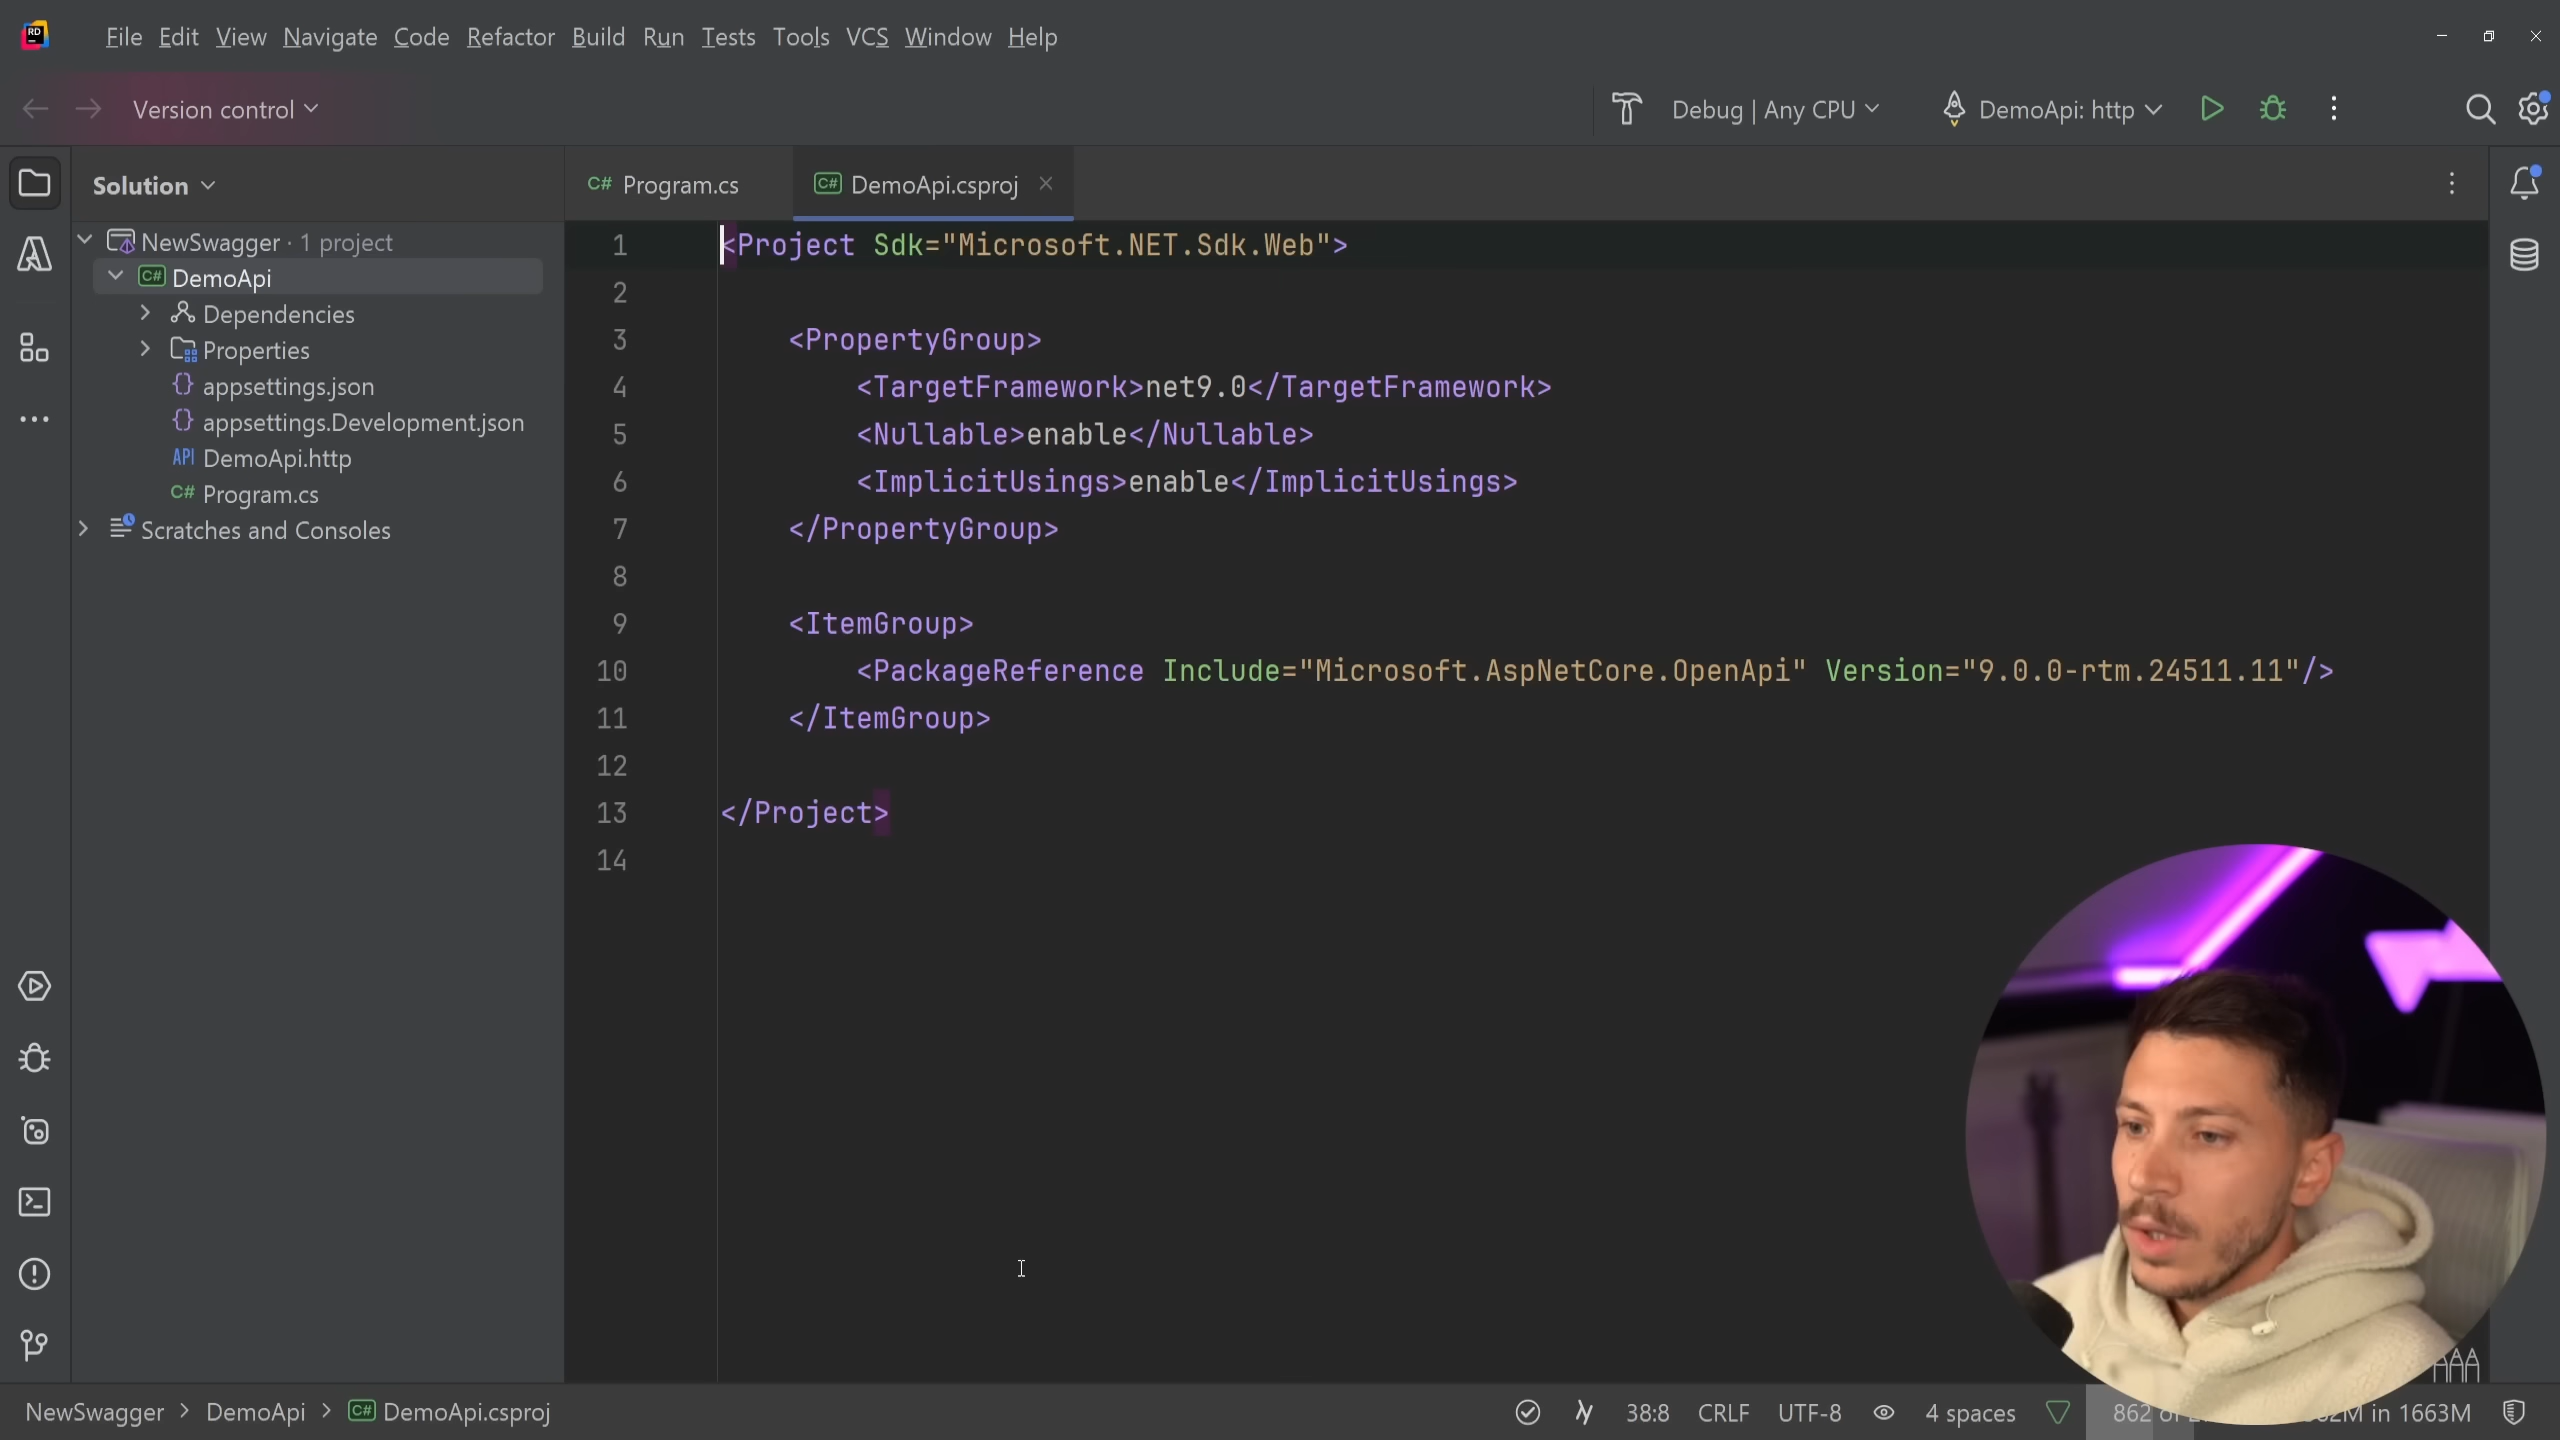 RD File Edit View Navigate Code Refactor Build Run Tests Tools VCS Window Help
Version control Debug | Any CPU DemoApi: http
Solution
C# Program.cs C# DemoApi.csproj
NewSwagger · 1 project
C# DemoApi
Dependencies
Properties
{} appsettings.json
{} appsettings.Development.json
API DemoApi.http
C# Program.cs
Scratches and Consoles
1 <Project Sdk="Microsoft.NET.Sdk.Web">
2
3 <PropertyGroup>
4 <TargetFramework>net9.0</TargetFramework>
5 <Nullable>enable</Nullable>
6 <ImplicitUsings>enable</ImplicitUsings>
7 </PropertyGroup>
8
9 <ItemGroup>
10 <PackageReference Include="Microsoft.AspNetCore.OpenApi" Version="9.0.0-rtm.24511.11"/>
11 </ItemGroup>
12
13 </Project>
14
NewSwagger > DemoApi > C# DemoApi.csproj 38:8 CRLF UTF-8 4 spaces 862 of in 1663M